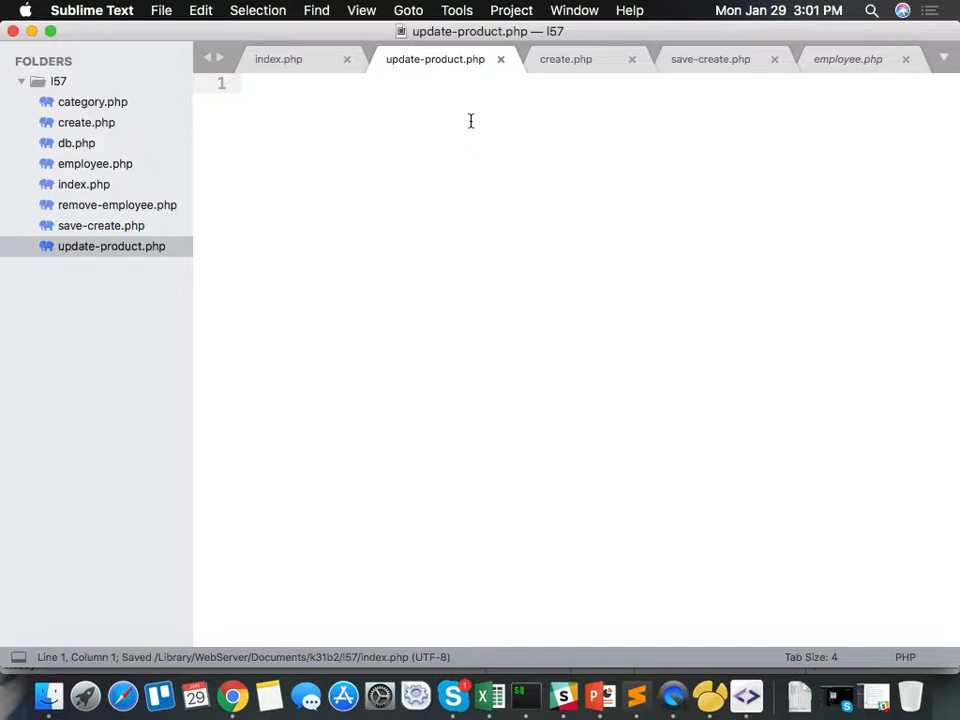 Sublime Text File Edit Selection Find View Goto Tools Project Window Help Mon Jan 29 3:01 PM
update-product.php — l57
FOLDERS
l57
category.php
create.php
db.php
employee.php
index.php
remove-employee.php
save-create.php
update-product.php
index.php × update-product.php × create.php × save-create.php × employee.php ×
1
Line 1, Column 1; Saved /Library/WebServer/Documents/k31b2/l57/index.php (UTF-8) Tab Size: 4 PHP
JAN
29
1